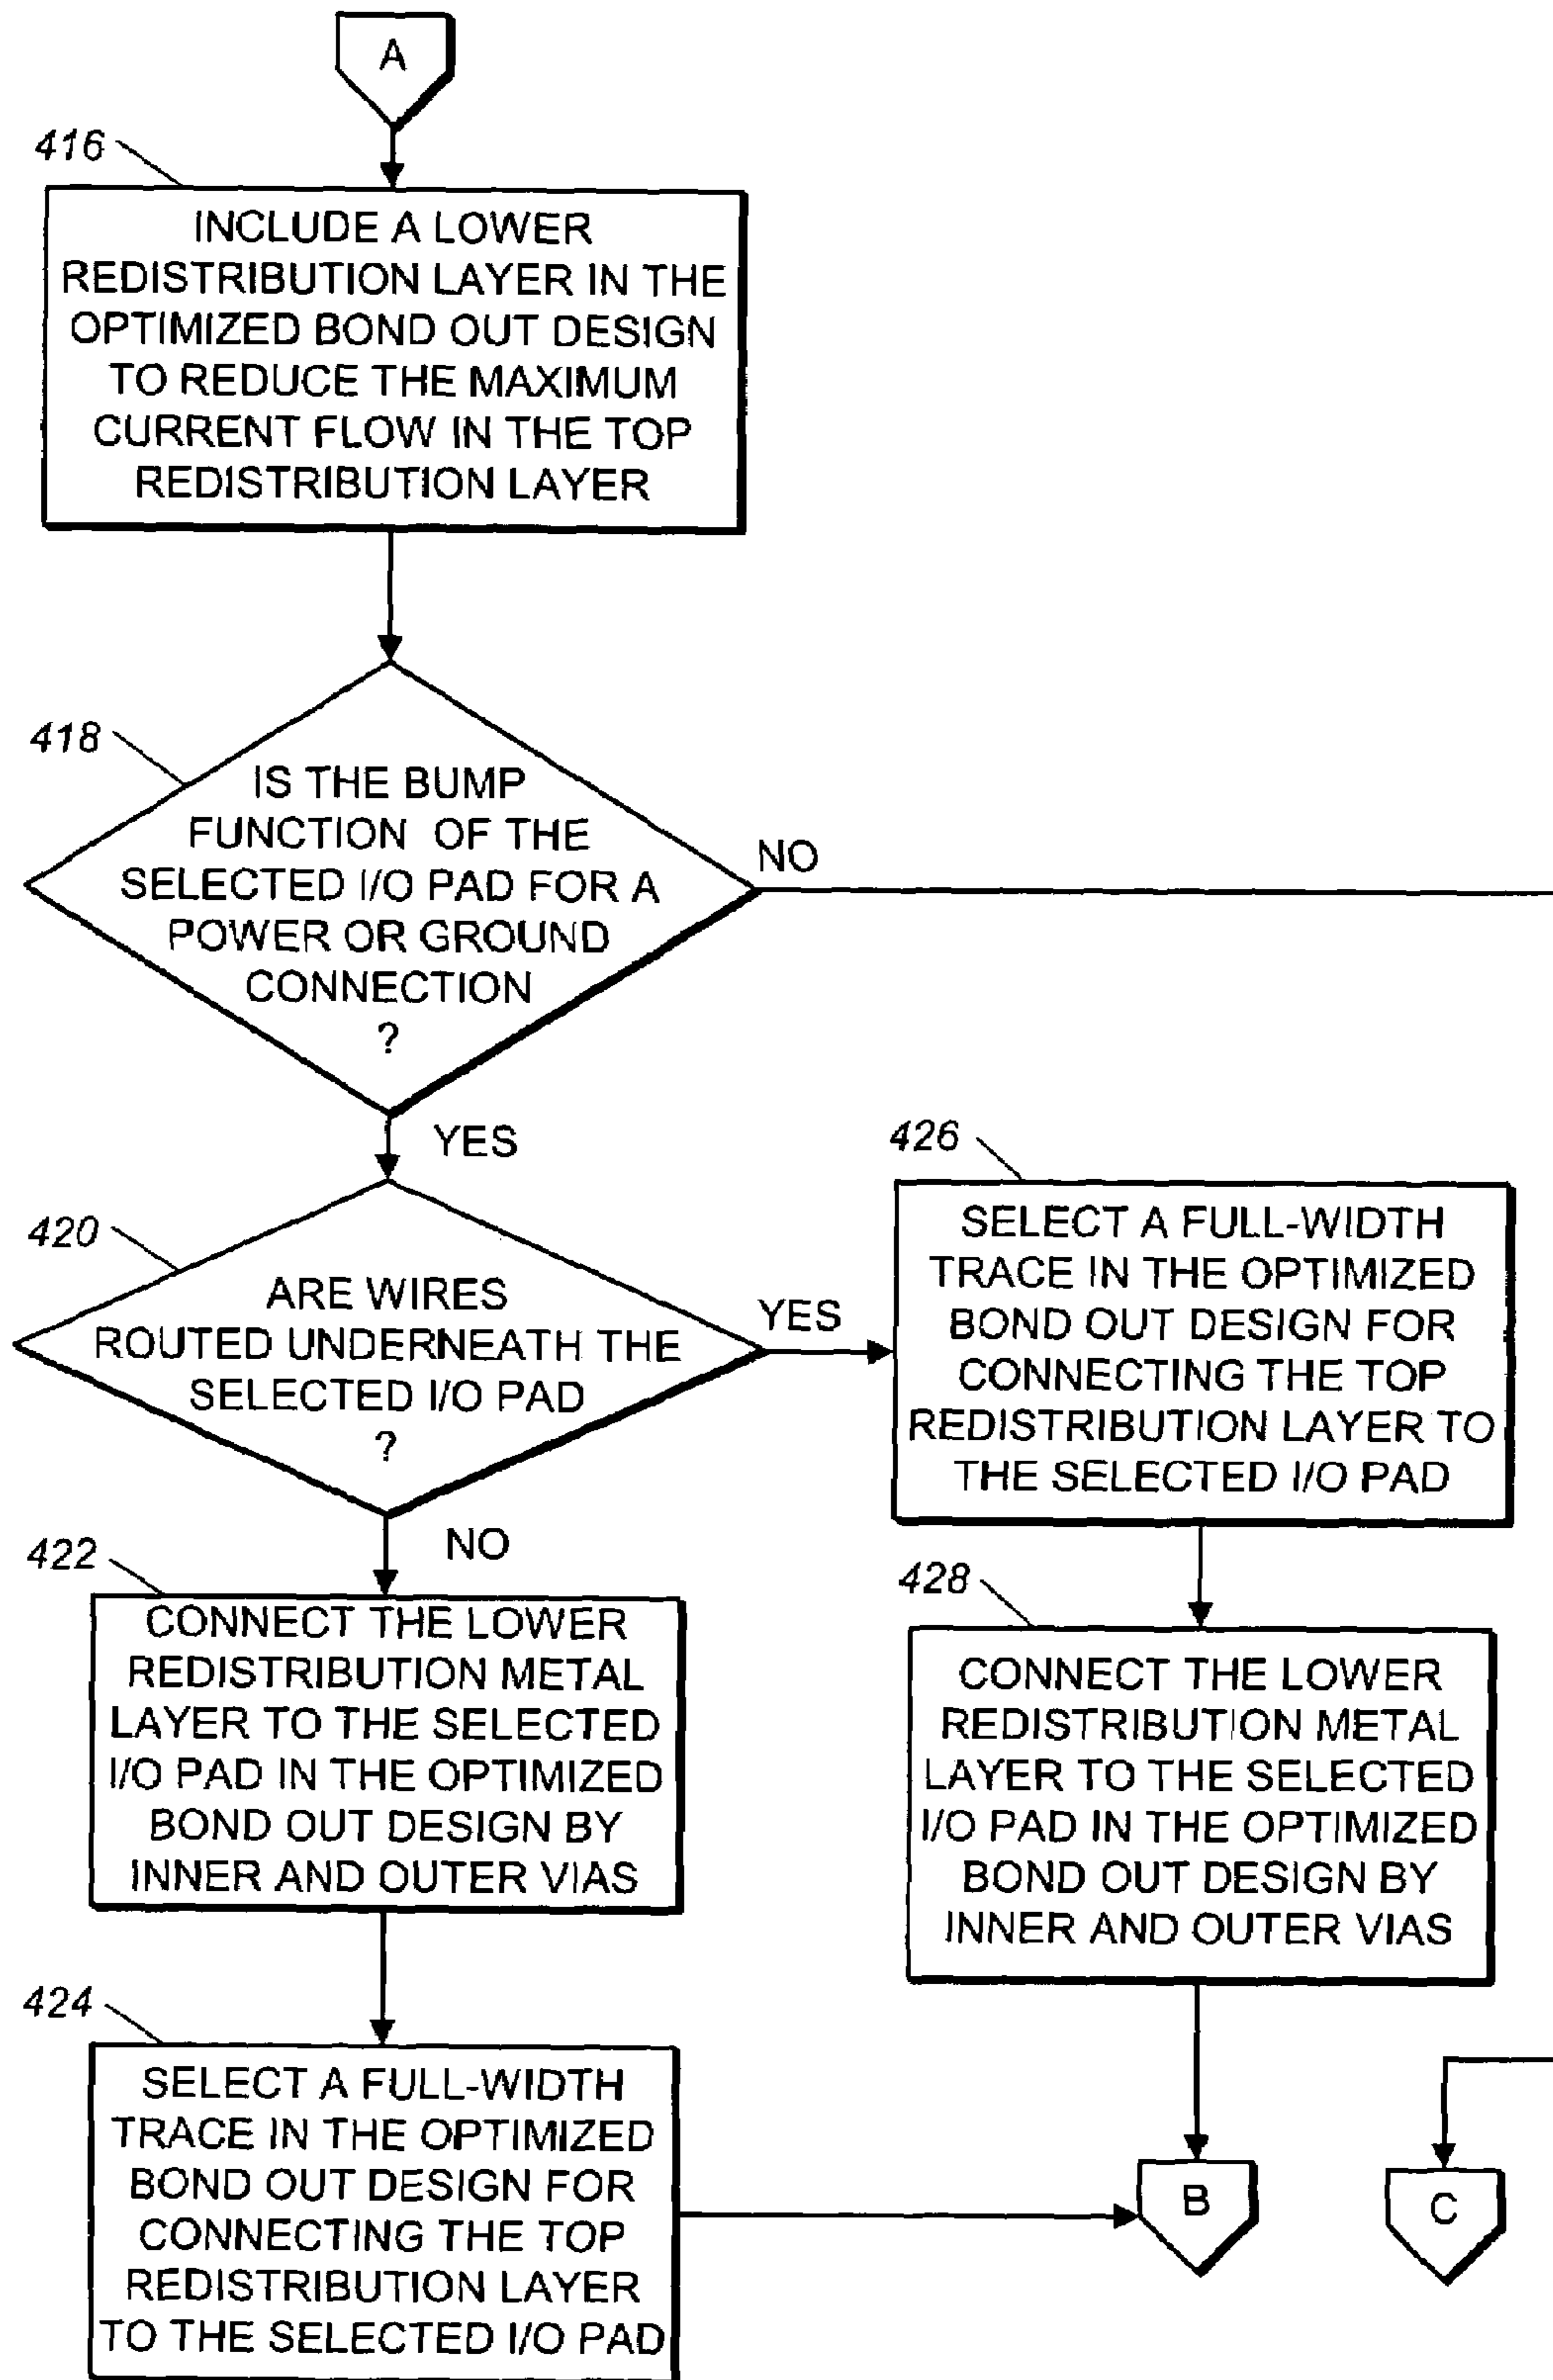 A
416
INCLUDE A LOWER
REDISTRIBUTION LAYER IN THE
OPTIMIZED BOND OUT DESIGN
TO REDUCE THE MAXIMUM
CURRENT FLOW IN THE TOP
REDISTRIBUTION LAYER
418
IS THE BUMP
FUNCTION OF THE
SELECTED I/O PAD FOR A
POWER OR GROUND
CONNECTION
?
NO
YES
420
ARE WIRES
ROUTED UNDERNEATH THE
SELECTED I/O PAD
?
YES
NO
426
SELECT A FULL-WIDTH
TRACE IN THE OPTIMIZED
BOND OUT DESIGN FOR
CONNECTING THE TOP
REDISTRIBUTION LAYER TO
THE SELECTED I/O PAD
422
CONNECT THE LOWER
REDISTRIBUTION METAL
LAYER TO THE SELECTED
I/O PAD IN THE OPTIMIZED
BOND OUT DESIGN BY
INNER AND OUTER VIAS
428
CONNECT THE LOWER
REDISTRIBUTION METAL
LAYER TO THE SELECTED
I/O PAD IN THE OPTIMIZED
BOND OUT DESIGN BY
INNER AND OUTER VIAS
424
SELECT A FULL-WIDTH
TRACE IN THE OPTIMIZED
BOND OUT DESIGN FOR
CONNECTING THE TOP
REDISTRIBUTION LAYER
TO THE SELECTED I/O PAD
B
C